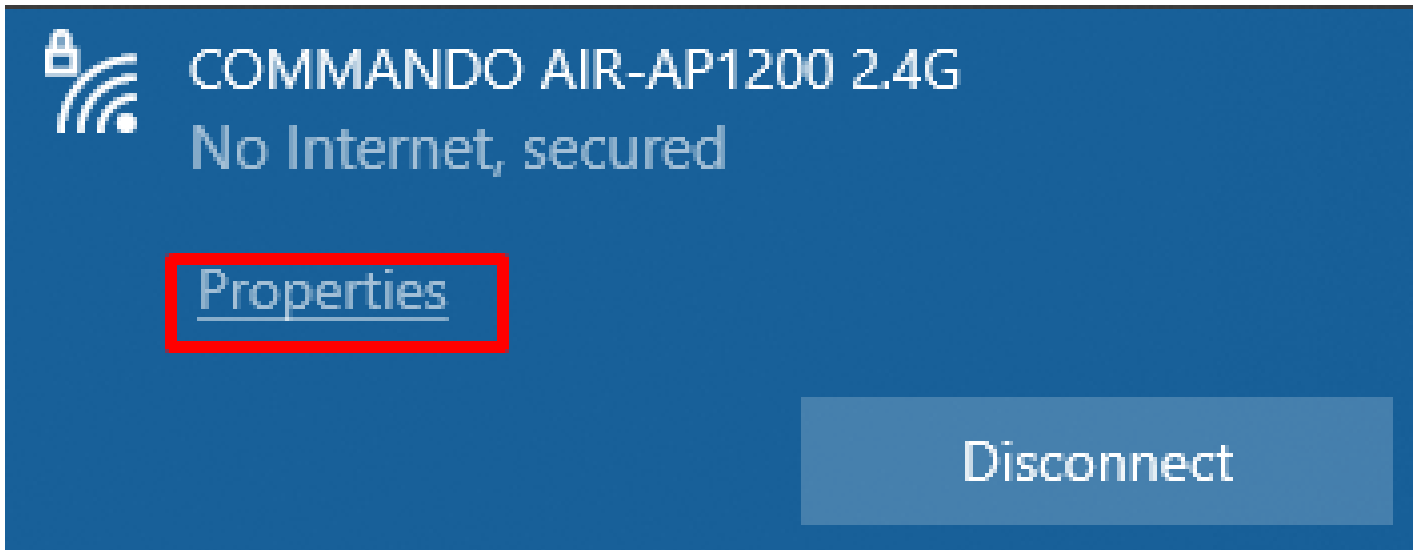 COMMANDO AIR-AP1200 2.4G
No Internet, secured
Properties
Disconnect